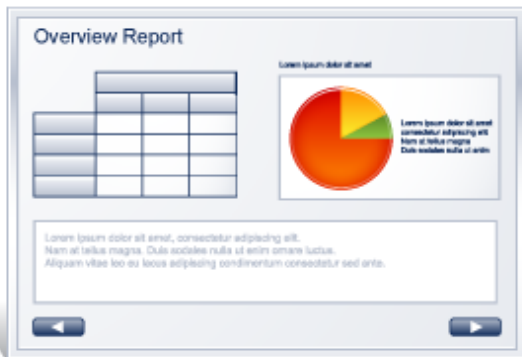 Overview Report
Lorem ipsum dolor sit amet
Lorem ipsum dolor sit amet
consectetur adipiscing elit
Nam at tellus magna
Duis sodales nulla ut enim
Lorem ipsum dolor sit amet, consectetur adipiscing elit.
Nam at tellus magna. Duis sodales nulla ut enim ornare luctus.
Aliquam vitae leo eu lacus adipiscing condimentum consectetur sed ante.